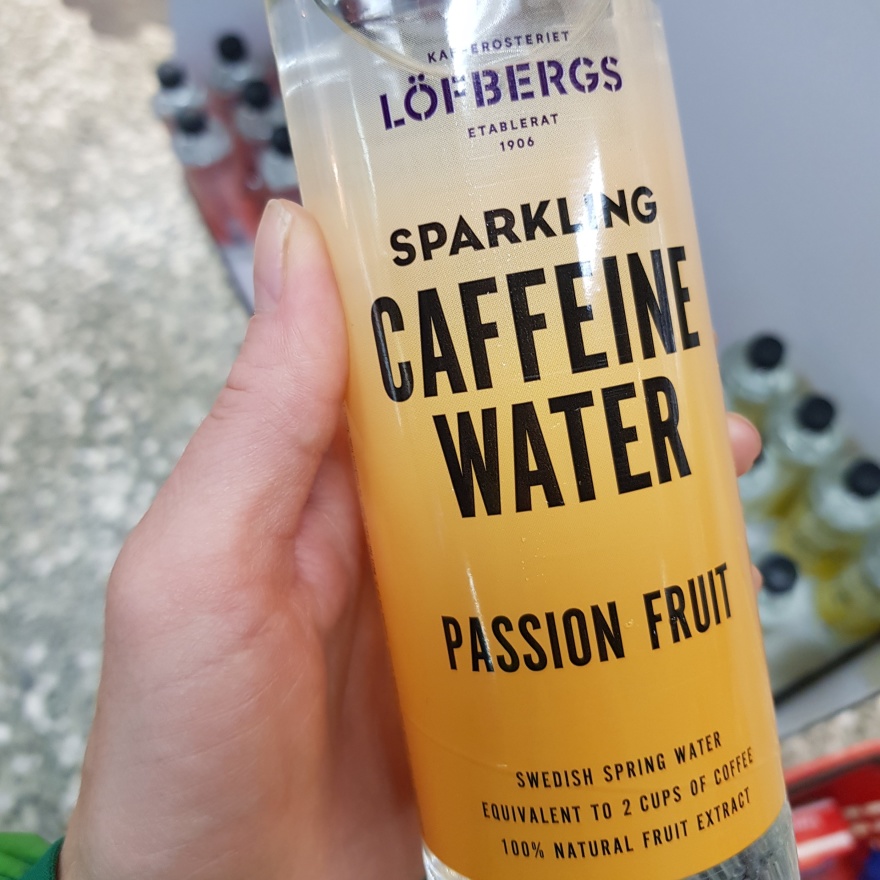 KAFFEROSTERIET
LÖFBERGS
ETABLERAT
1906
SPARKLING
CAFFEINE
WATER
PASSION FRUIT
SWEDISH SPRING WATER
EQUIVALENT TO 2 CUPS OF COFFEE
100% NATURAL FRUIT EXTRACT